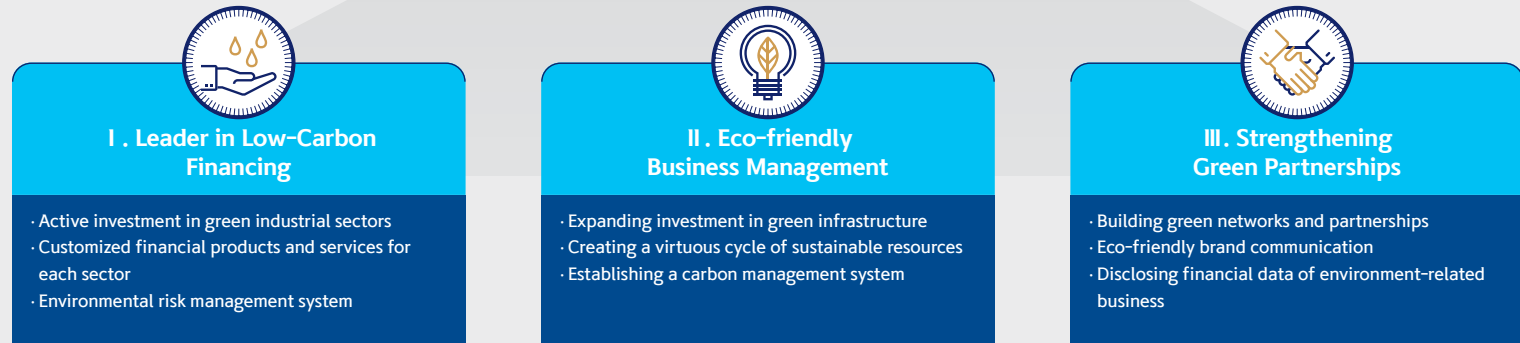 Ⅰ. Leader in Low-Carbon
Financing
· Active investment in green industrial sectors
· Customized financial products and services for
each sector
· Environmental risk management system
Ⅱ. Eco-friendly
Business Management
· Expanding investment in green infrastructure
· Creating a virtuous cycle of sustainable resources
· Establishing a carbon management system
Ⅲ. Strengthening
Green Partnerships
· Building green networks and partnerships
· Eco-friendly brand communication
· Disclosing financial data of environment-related
business